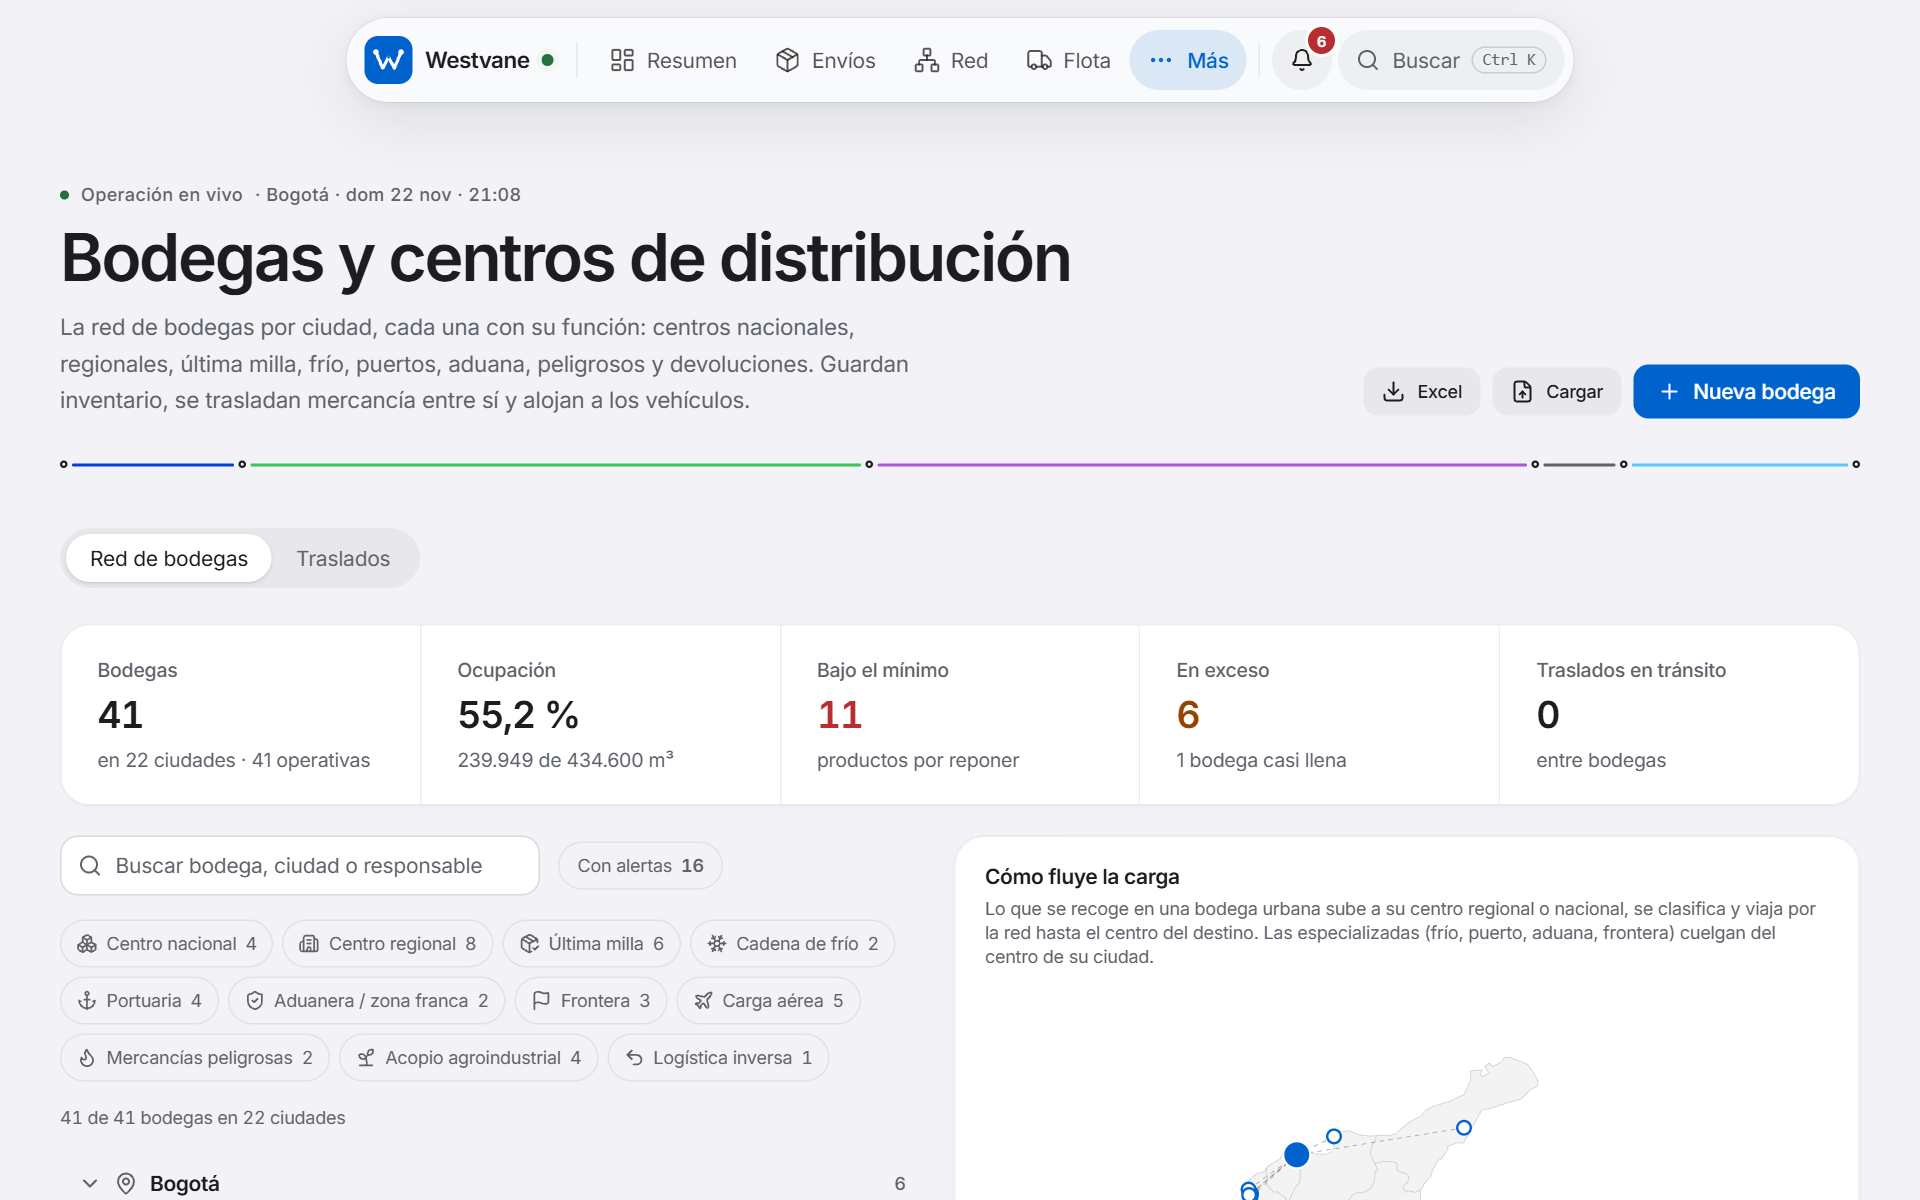 Westvane
Resumen
Envíos
Red
Flota
Más
6
Buscar
Ctrl K
Operación en vivo · Bogotá · dom 22 nov · 21:08
Bodegas y centros de distribución
La red de bodegas por ciudad, cada una con su función: centros nacionales,
regionales, última milla, frío, puertos, aduana, peligrosos y devoluciones. Guardan
inventario, se trasladan mercancía entre sí y alojan a los vehículos.
Excel
Cargar
Nueva bodega
Red de bodegas
Traslados
Bodegas
41
en 22 ciudades · 41 operativas
Ocupación
55,2 %
239.949 de 434.600 m³
Bajo el mínimo
11
productos por reponer
En exceso
6
1 bodega casi llena
Traslados en tránsito
0
entre bodegas
Buscar bodega, ciudad o responsable
Con alertas 16
Centro nacional 4
Centro regional 8
Última milla 6
Cadena de frío 2
Portuaria 4
Aduanera / zona franca 2
Frontera 3
Carga aérea 5
Mercancías peligrosas 2
Acopio agroindustrial 4
Logística inversa 1
41 de 41 bodegas en 22 ciudades
Bogotá 6
Cómo fluye la carga
Lo que se recoge en una bodega urbana sube a su centro regional o nacional, se clasifica y viaja por
la red hasta el centro del destino. Las especializadas (frío, puerto, aduana, frontera) cuelgan del
centro de su ciudad.